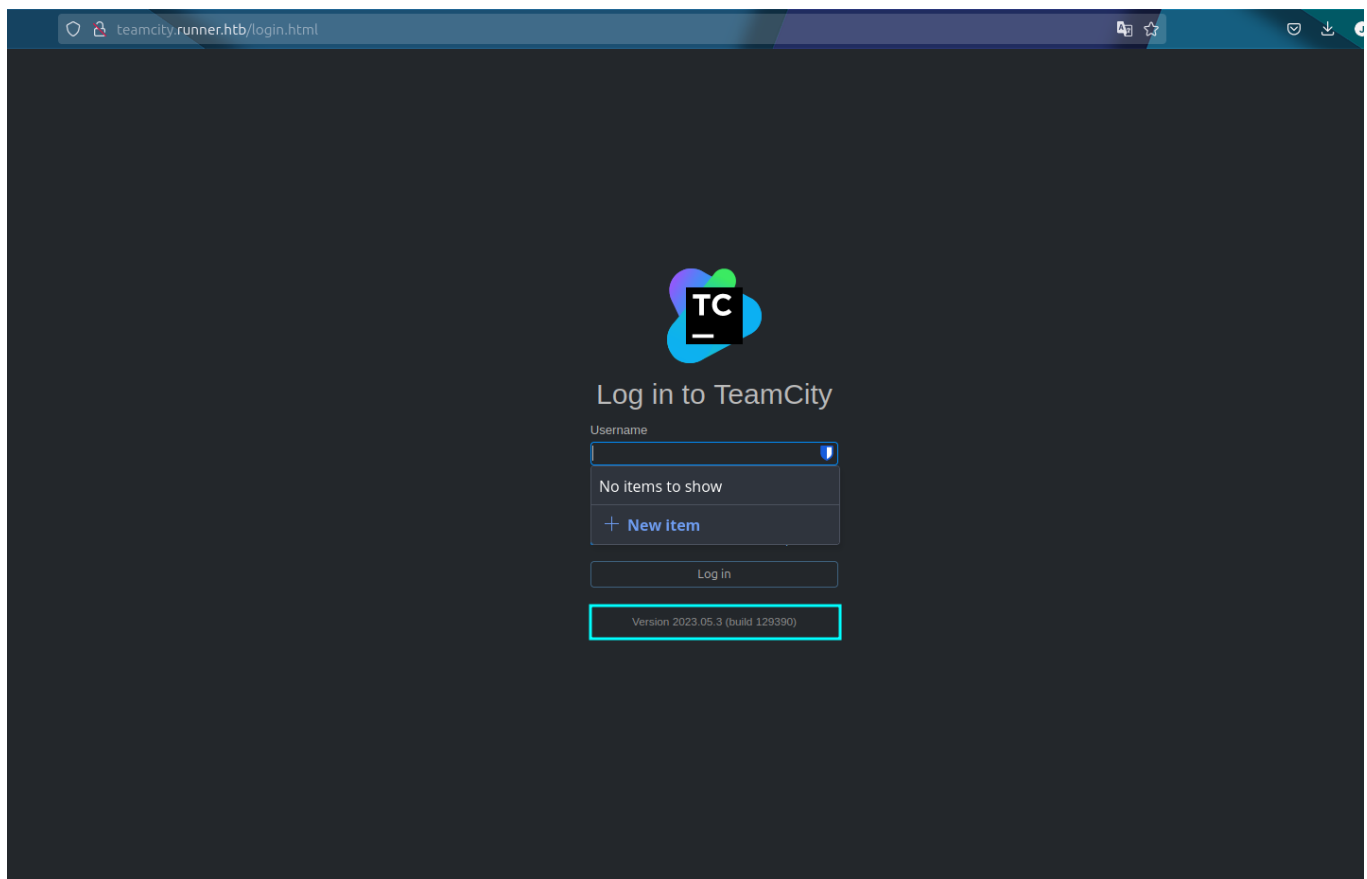 teamcity.runner.htb/login.html
TC
Log in to TeamCity
Username
No items to show
+ New item
Log in
Version 2023.05.3 (build 129390)